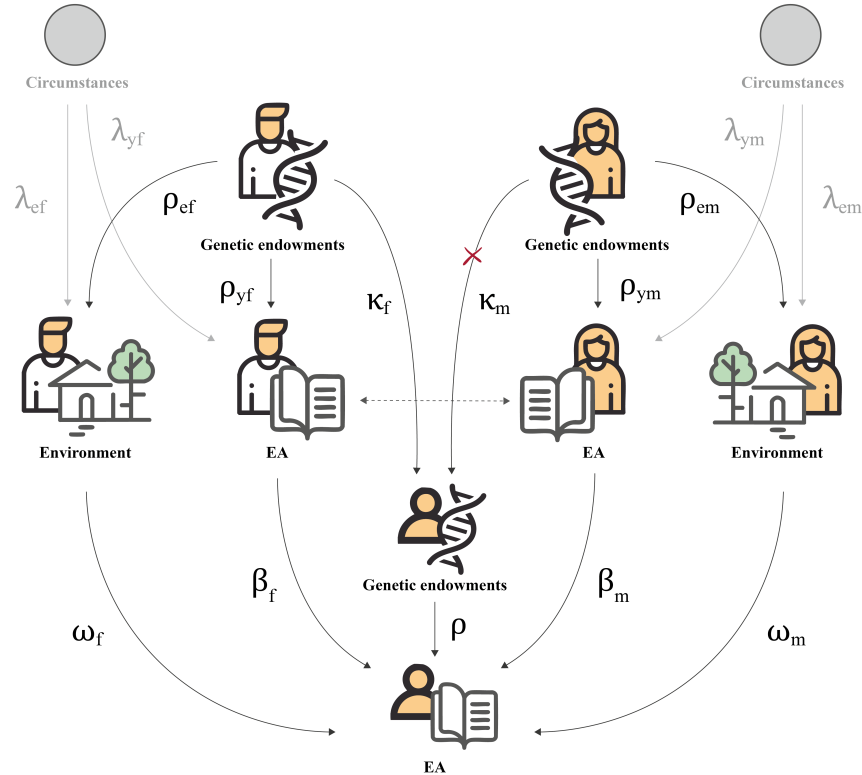 Circumstances
Circumstances
λyf
λym
λef
ρef
ρem
λem
Genetic endowments
Genetic endowments
ρyf
κf
κm
ρym
Environment
EA
EA
Environment
βf
Genetic endowments
βm
ωf
ρ
ωm
EA